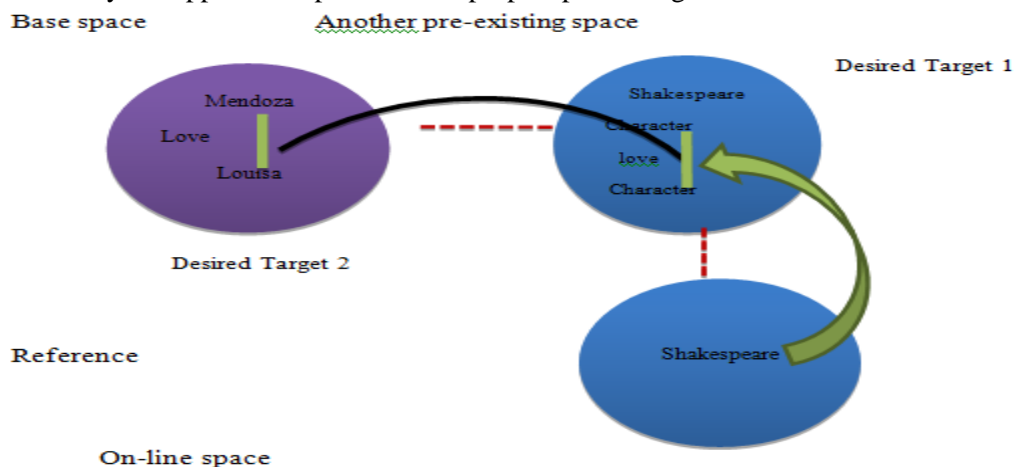 Base space
Another pre-existing space
Desired Target 1
Mendoza
Love
Louisa
Shakespeare
Character
love
Character
Desired Target 2
Reference
Shakespeare
On-line space